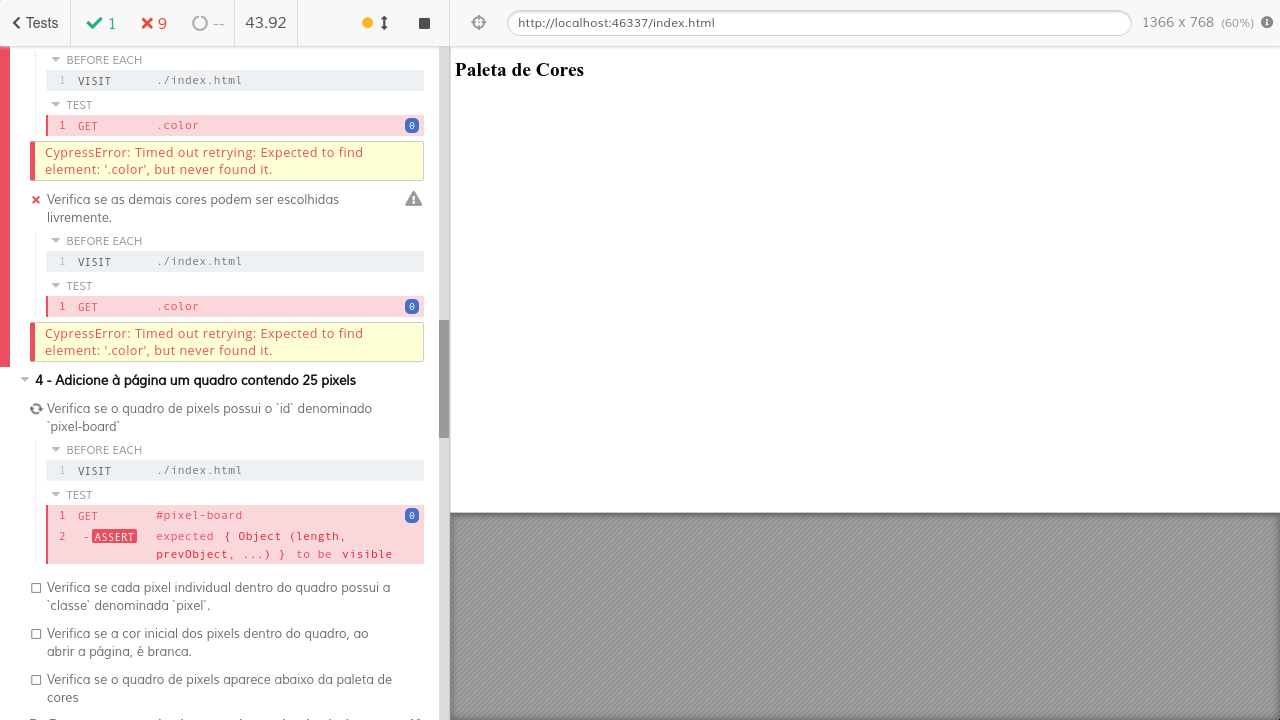 Tests 1 9 -- 43.92
http://localhost:46337/index.html
1366 x 768 (60%)
BEFORE EACH
1 VISIT ./index.html
TEST
1 GET .color 0
CypressError: Timed out retrying: Expected to find
element: '.color', but never found it.
Verifica se as demais cores podem ser escolhidas
livremente.
BEFORE EACH
1 VISIT ./index.html
TEST
1 GET .color 0
CypressError: Timed out retrying: Expected to find
element: '.color', but never found it.
4 - Adicione à página um quadro contendo 25 pixels
Verifica se o quadro de pixels possui o `id` denominado
`pixel-board`
BEFORE EACH
1 VISIT ./index.html
TEST
1 GET #pixel-board 0
2 -ASSERT expected { Object (length,
prevObject, ...) } to be visible
Verifica se cada pixel individual dentro do quadro possui a
`classe` denominada `pixel`.
Verifica se a cor inicial dos pixels dentro do quadro, ao
abrir a página, é branca.
Verifica se o quadro de pixels aparece abaixo da paleta de
cores
Paleta de Cores